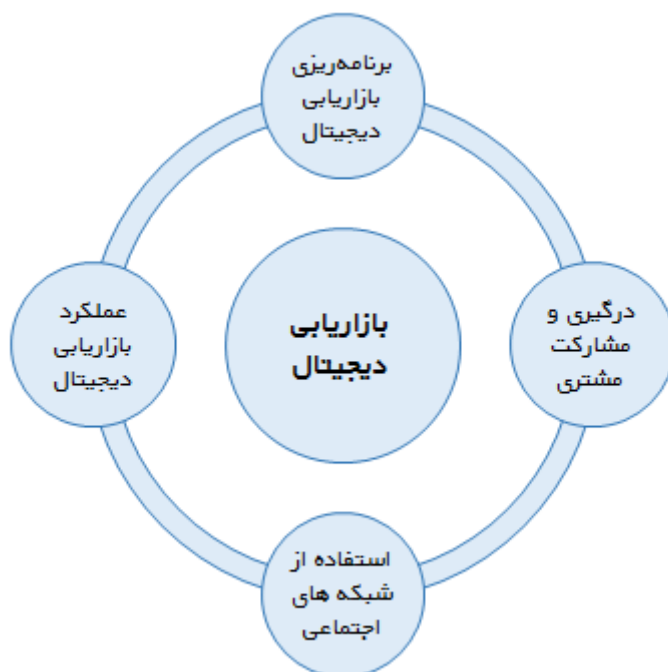 برنامه‌ریزی
بازاریابی
دیجیتال
درگیری و
مشارکت
مشتری
بازاریابی
دیجیتال
عملکرد
بازاریابی
دیجیتال
استفاده از
شبکه های
اجتماعی